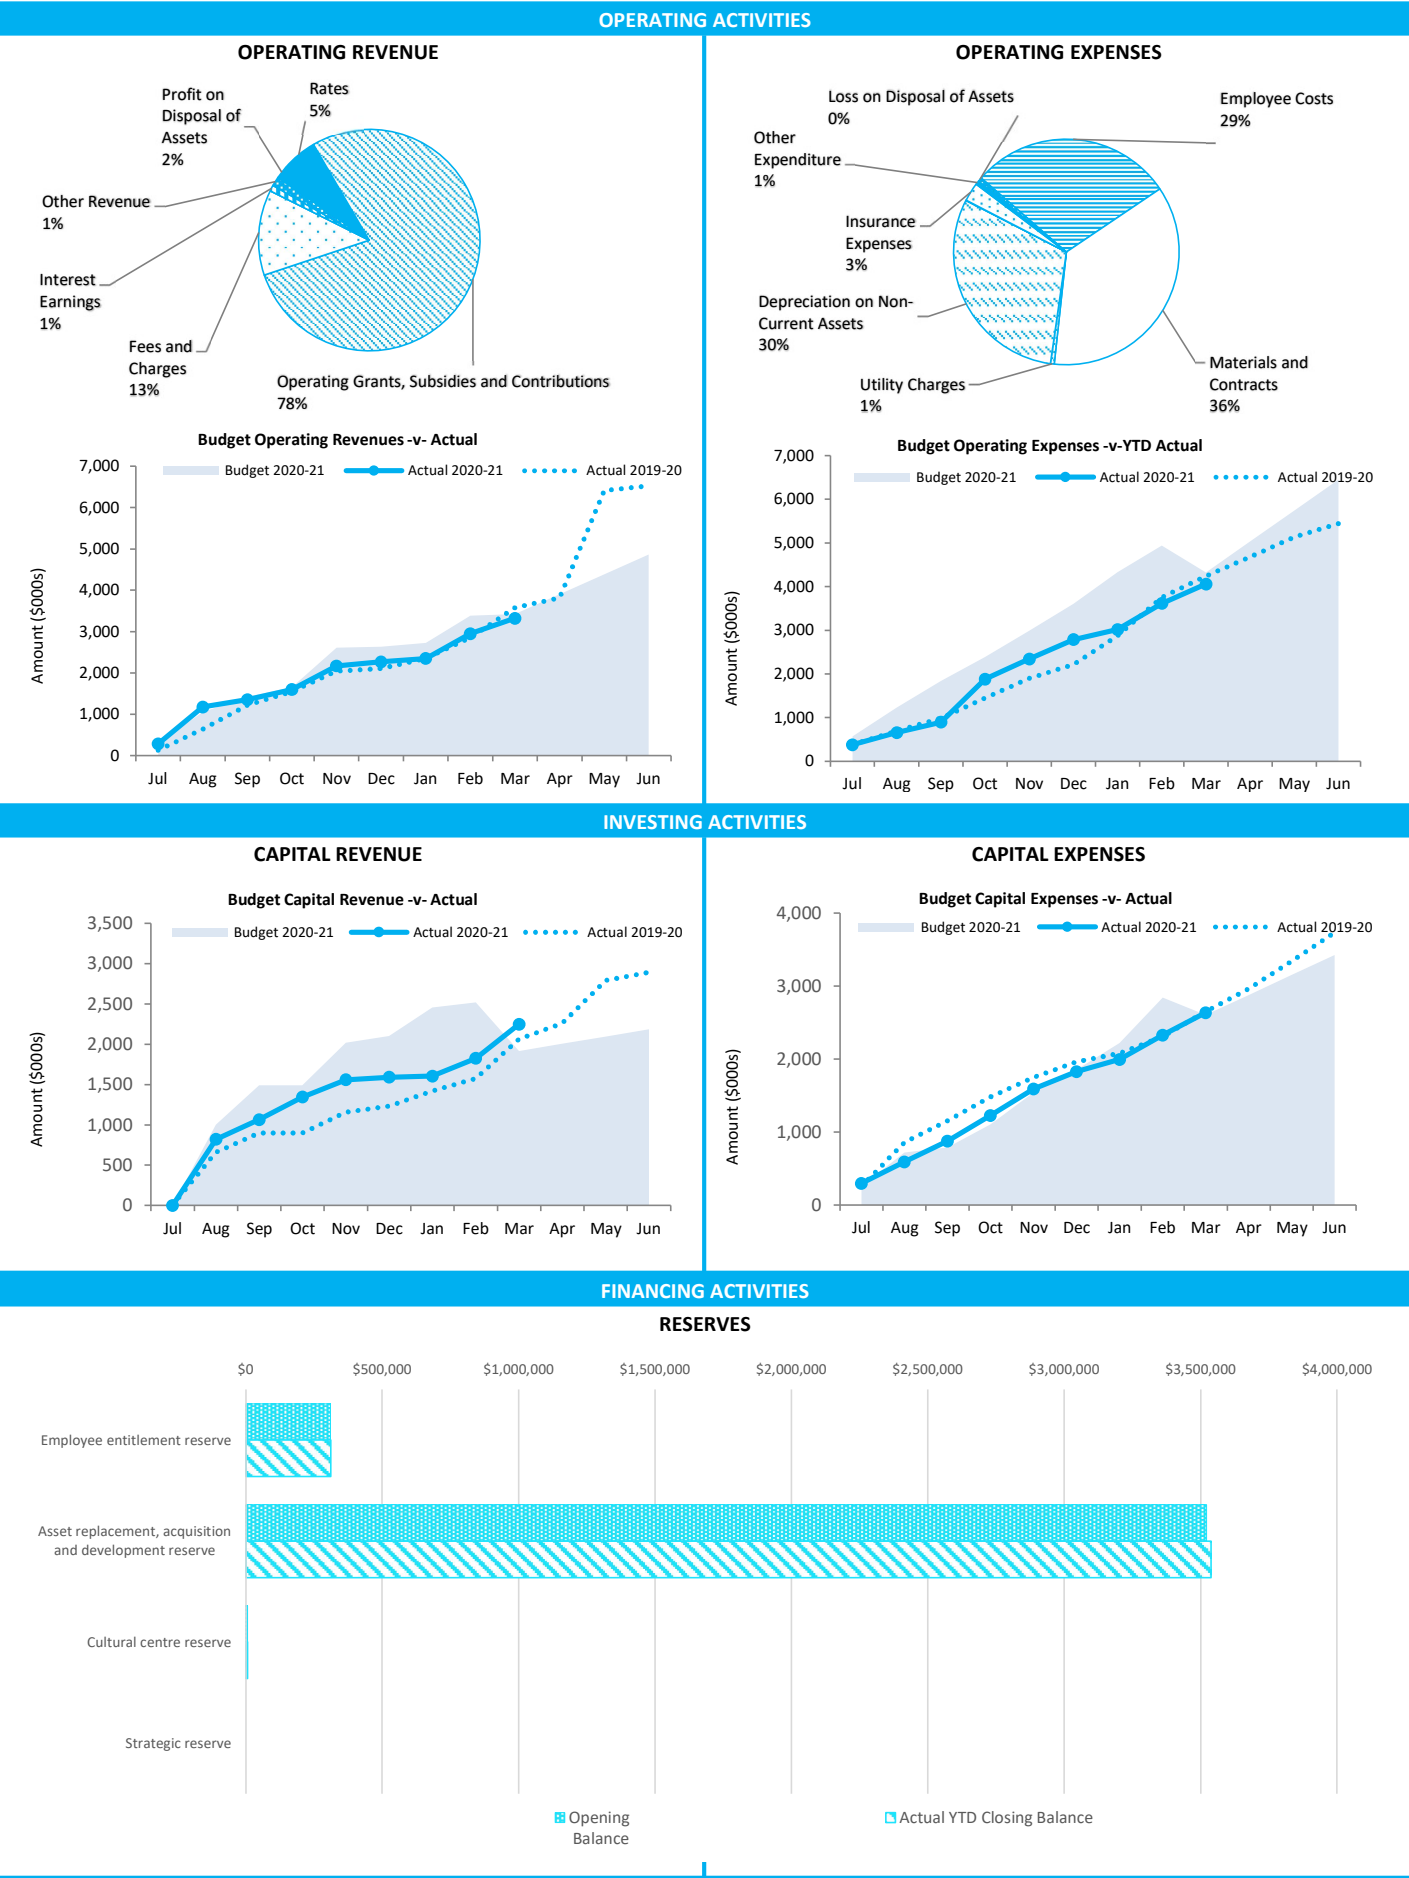 OPERATING ACTIVITIES
OPERATING REVENUE
Profit on
Disposal of
Assets
2%
Rates
5%
Other Revenue
1%
Interest
Earnings
1%
Fees and
Charges
13%
Operating Grants, Subsidies and Contributions
78%
OPERATING EXPENSES
Loss on Disposal of Assets
0%
Employee Costs
29%
Other
Expenditure
1%
Insurance
Expenses
3%
Depreciation on Non-
Current Assets
30%
Utility Charges
1%
Materials and
Contracts
36%
Budget Operating Revenues -v- Actual
Budget 2020-21 Actual 2020-21 Actual 2019-20
Amount ($000s)
7,000
6,000
5,000
4,000
3,000
2,000
1,000
0
Jul Aug Sep Oct Nov Dec Jan Feb Mar Apr May Jun
Budget Operating Expenses -v-YTD Actual
Budget 2020-21 Actual 2020-21 Actual 2019-20
Amount ($000s)
7,000
6,000
5,000
4,000
3,000
2,000
1,000
0
Jul Aug Sep Oct Nov Dec Jan Feb Mar Apr May Jun
INVESTING ACTIVITIES
CAPITAL REVENUE
Budget Capital Revenue -v- Actual
Budget 2020-21 Actual 2020-21 Actual 2019-20
Amount ($000s)
3,500
3,000
2,500
2,000
1,500
1,000
500
0
Jul Aug Sep Oct Nov Dec Jan Feb Mar Apr May Jun
CAPITAL EXPENSES
Budget Capital Expenses -v- Actual
Budget 2020-21 Actual 2020-21 Actual 2019-20
Amount ($000s)
4,000
3,000
2,000
1,000
0
Jul Aug Sep Oct Nov Dec Jan Feb Mar Apr May Jun
FINANCING ACTIVITIES
RESERVES
$0 $500,000 $1,000,000 $1,500,000 $2,000,000 $2,500,000 $3,000,000 $3,500,000 $4,000,000
Employee entitlement reserve
Asset replacement, acquisition
and development reserve
Cultural centre reserve
Strategic reserve
Opening
Balance
Actual YTD Closing Balance